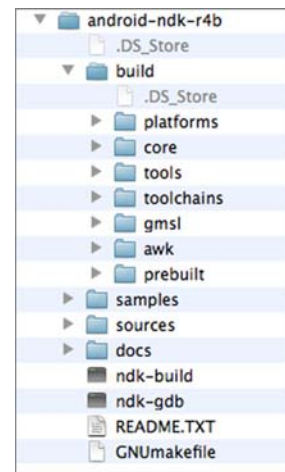 android-ndk-r4b
.DS_Store
build
.DS_Store
platforms
core
tools
toolchains
gmsl
awk
prebuilt
samples
sources
docs
ndk-build
ndk-gdb
README.TXT
GNUmakefile